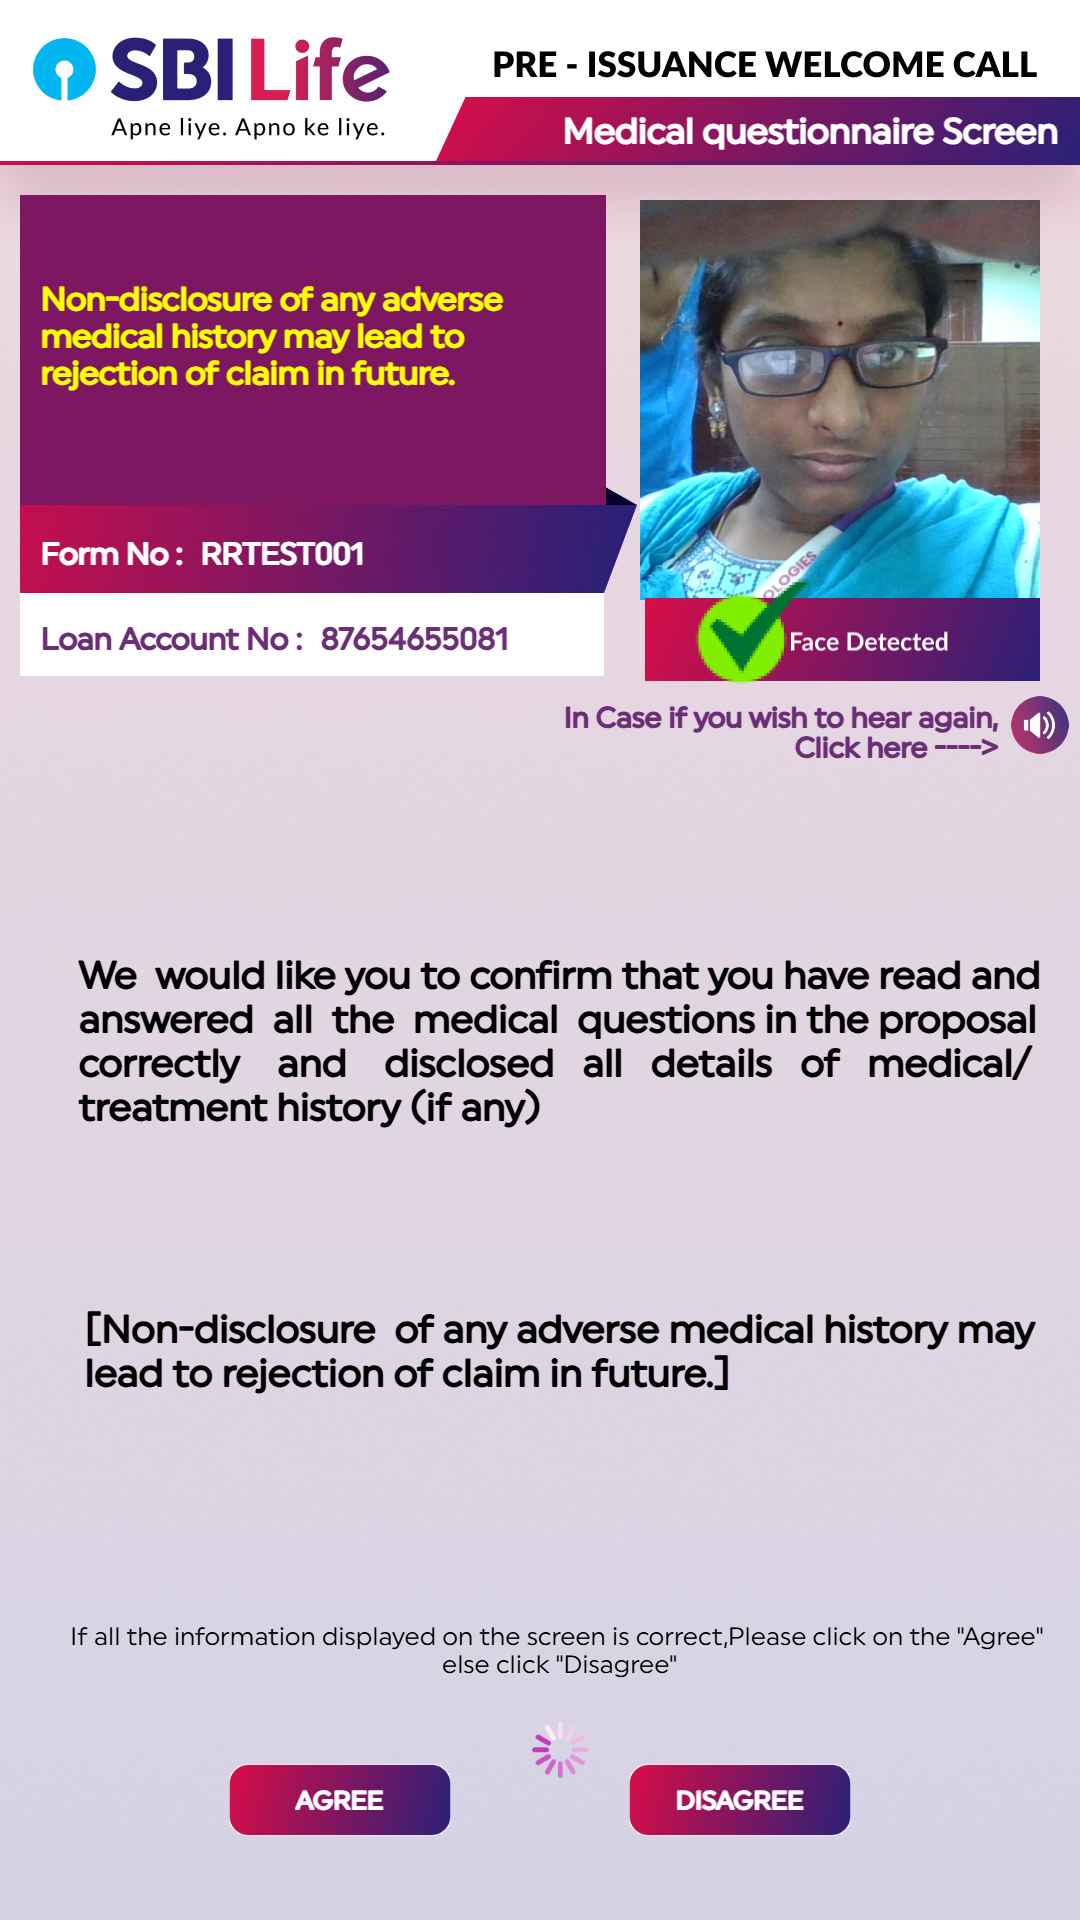 SBI Life
Apne liye. Apno ke liye.
PRE - ISSUANCE WELCOME CALL
Medical questionnaire Screen
Non-disclosure of any adverse
medical history may lead to
rejection of claim in future.
Form No : RRTEST001
Loan Account No : 87654655081
OLOGIES
Face Detected
In Case if you wish to hear again,
Click here ---->
We would like you to confirm that you have read and
answered all the medical questions in the proposal
correctly and disclosed all details of medical/
treatment history (if any)
[Non-disclosure of any adverse medical history may
lead to rejection of claim in future.]
If all the information displayed on the screen is correct,Please click on the "Agree"
else click "Disagree"
AGREE
DISAGREE